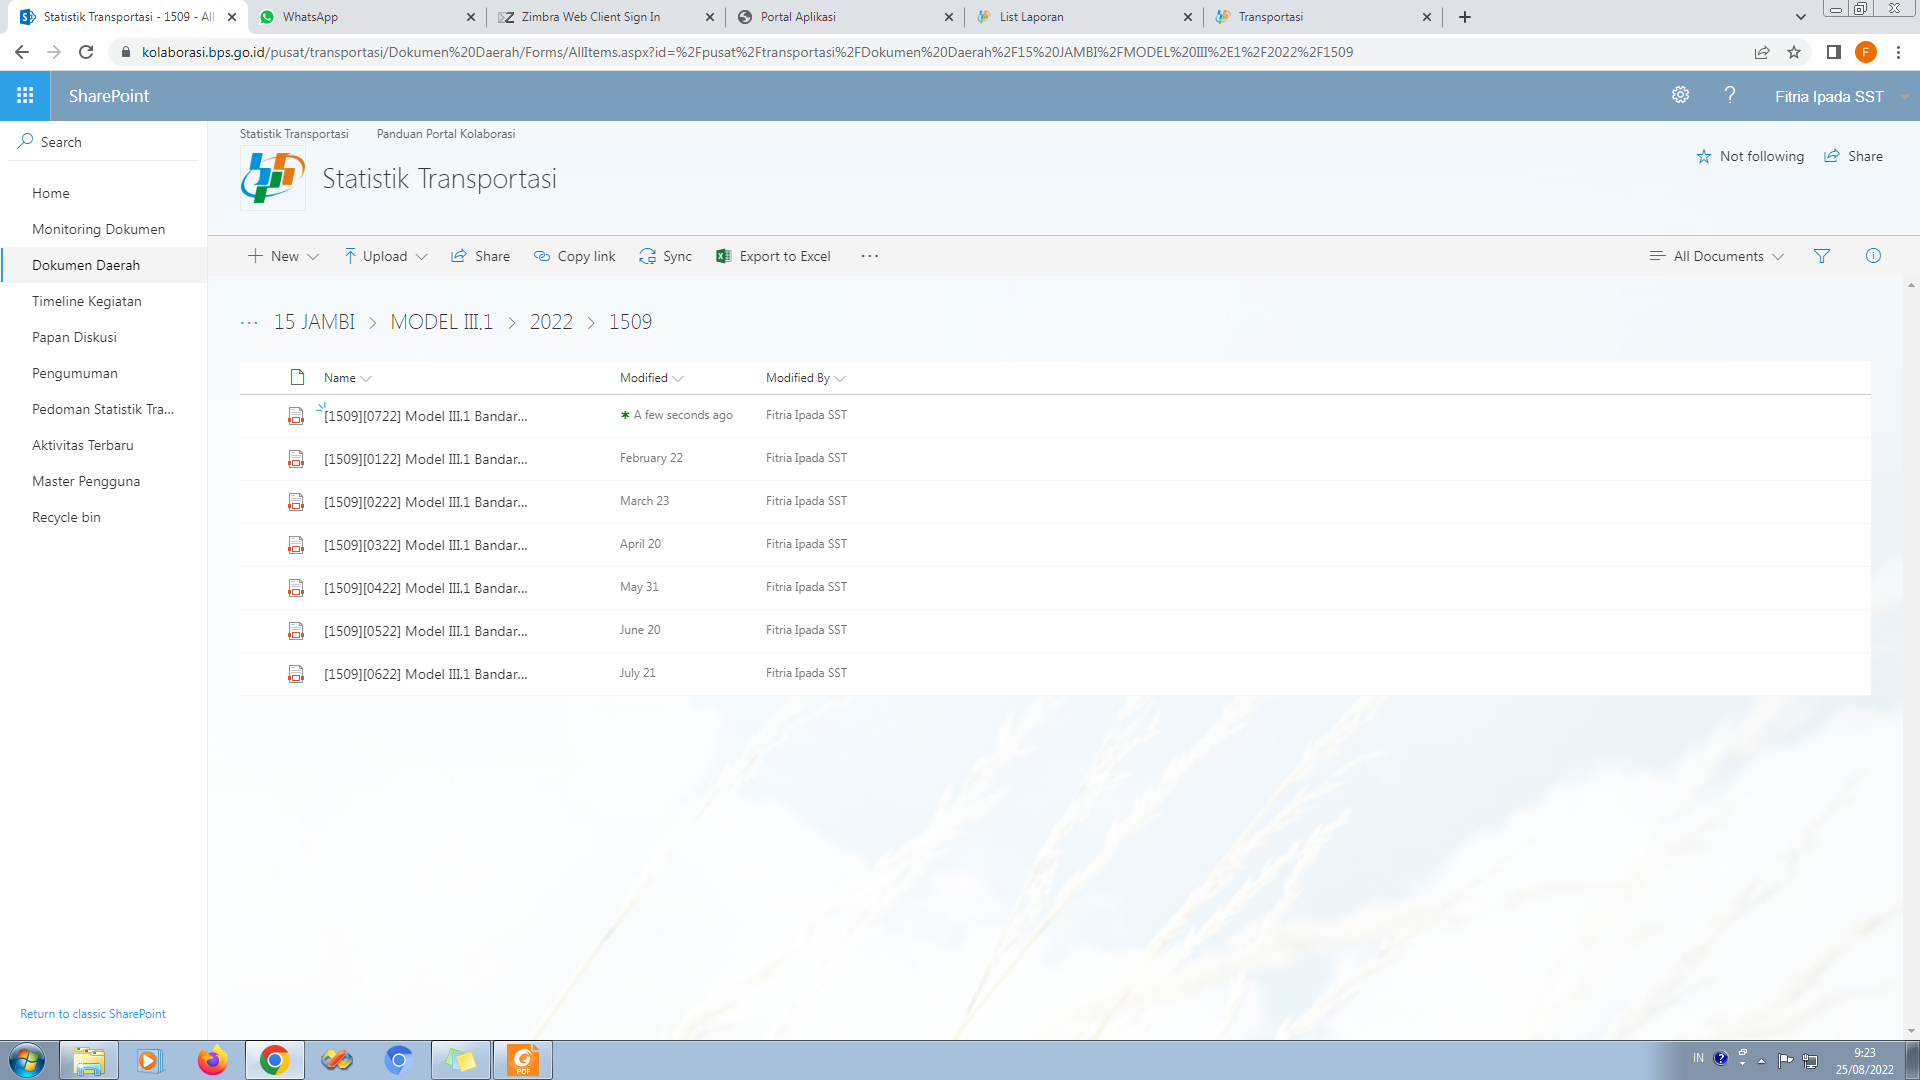 Statistik Transportasi - 1509 - All
WhatsApp
Zimbra Web Client Sign In
Portal Aplikasi
List Laporan
Transportasi
kolaborasi.bps.go.id/pusat/transportasi/Dokumen%20Daerah/Forms/AllItems.aspx?id=%2Fpusat%2Ftransportasi%2FDokumen%20Daerah%2F15%20JAMBI%2FMODEL%20III%2E1%2F2022%2F1509
F
SharePoint
Fitria Ipada SST
Search
Home
Monitoring Dokumen
Dokumen Daerah
Timeline Kegiatan
Papan Diskusi
Pengumuman
Pedoman Statistik Tra...
Aktivitas Terbaru
Master Pengguna
Recycle bin
Return to classic SharePoint
Statistik Transportasi Panduan Portal Kolaborasi
Statistik Transportasi
Not following Share
New Upload Share Copy link Sync Export to Excel ... All Documents
... 15 JAMBI > MODEL III.1 > 2022 > 1509
Name Modified Modified By
[1509][0722] Model III.1 Bandar... A few seconds ago Fitria Ipada SST
[1509][0122] Model III.1 Bandar... February 22 Fitria Ipada SST
[1509][0222] Model III.1 Bandar... March 23 Fitria Ipada SST
[1509][0322] Model III.1 Bandar... April 20 Fitria Ipada SST
[1509][0422] Model III.1 Bandar... May 31 Fitria Ipada SST
[1509][0522] Model III.1 Bandar... June 20 Fitria Ipada SST
[1509][0622] Model III.1 Bandar... July 21 Fitria Ipada SST
PDF
IN
9:23
25/08/2022